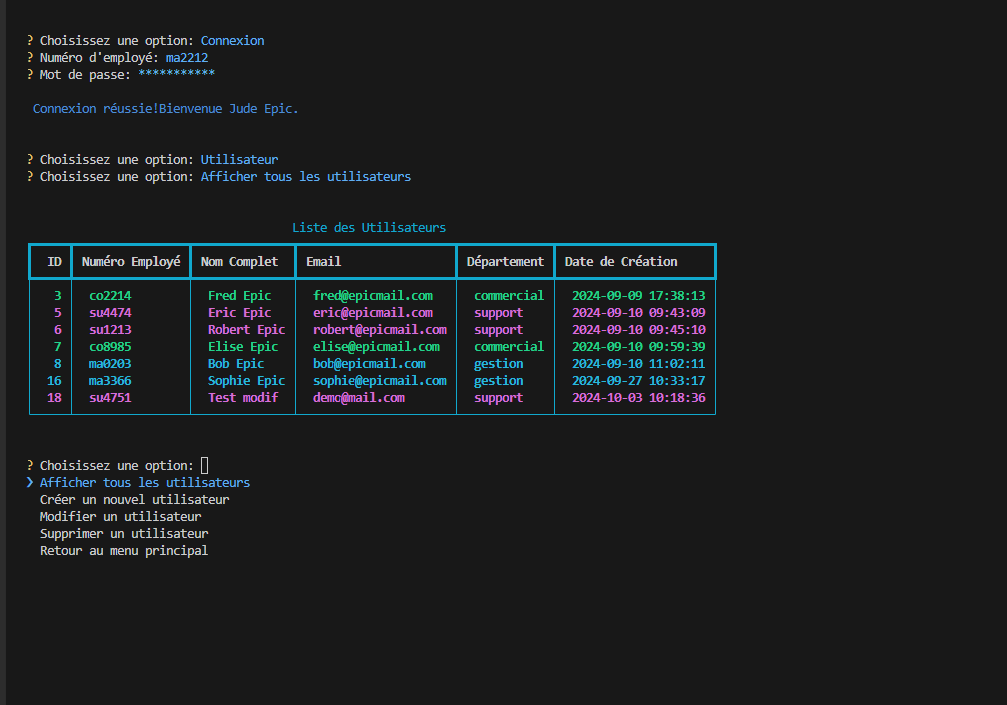 ? Choisissez une option: Connexion
? Numéro d'employé: ma2212
? Mot de passe: ***********
Connexion réussie!Bienvenue Jude Epic.
? Choisissez une option: Utilisateur
? Choisissez une option: Afficher tous les utilisateurs
Liste des Utilisateurs
ID Numéro Employé Nom Complet Email Département Date de Création
3 co2214 Fred Epic fred@epicmail.com commercial 2024-09-09 17:38:13
5 su4474 Eric Epic eric@epicmail.com support 2024-09-10 09:43:09
6 su1213 Robert Epic robert@epicmail.com support 2024-09-10 09:45:10
7 co8985 Elise Epic elise@epicmail.com commercial 2024-09-10 09:59:39
8 ma0203 Bob Epic bob@epicmail.com gestion 2024-09-10 11:02:11
16 ma3366 Sophie Epic sophie@epicmail.com gestion 2024-09-27 10:33:17
18 su4751 Test modif demo@mail.com support 2024-10-03 10:18:36
? Choisissez une option:
❯ Afficher tous les utilisateurs
Créer un nouvel utilisateur
Modifier un utilisateur
Supprimer un utilisateur
Retour au menu principal